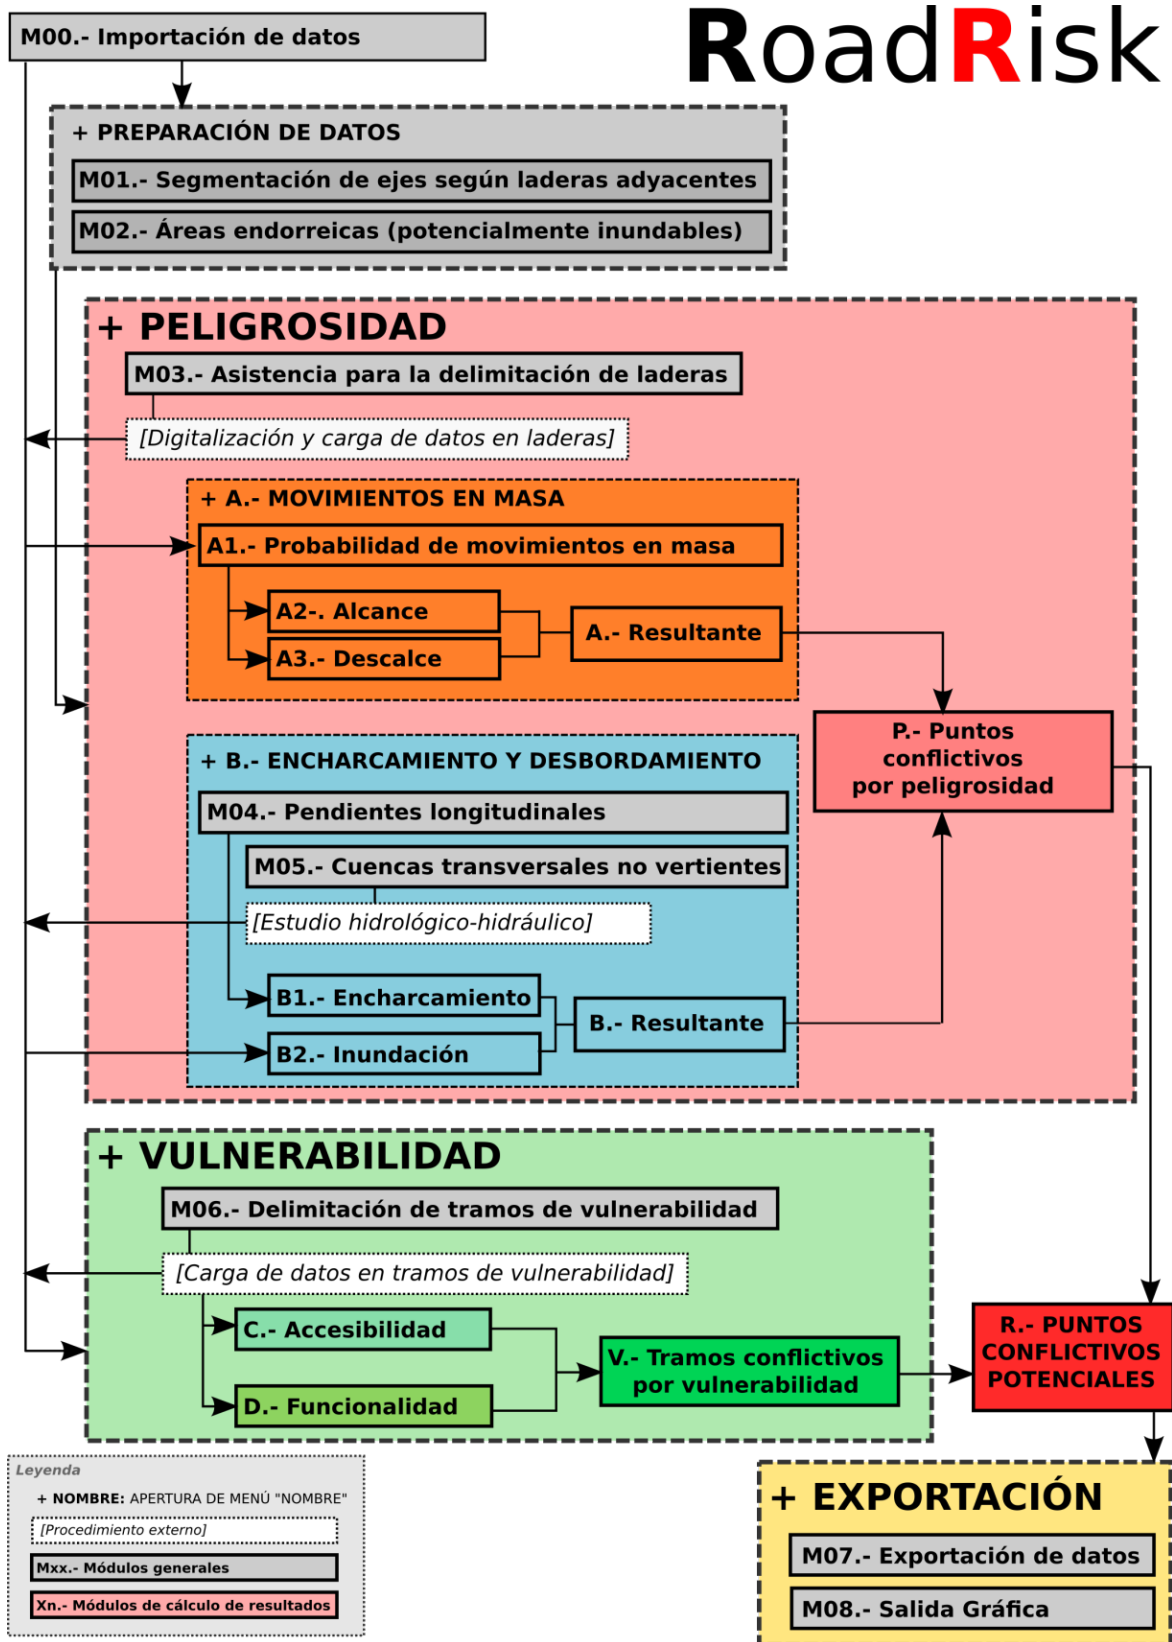 RoadRisk
M00.- Importación de datos
+ PREPARACIÓN DE DATOS
M01.- Segmentación de ejes según laderas adyacentes
M02.- Áreas endorreicas (potencialmente inundables)
+ PELIGROSIDAD
M03.- Asistencia para la delimitación de laderas
[Digitalización y carga de datos en laderas]
+ A.- MOVIMIENTOS EN MASA
A1.- Probabilidad de movimientos en masa
A2-. Alcance
A3.- Descalce
A.- Resultante
P.- Puntos
conflictivos
por peligrosidad
+ B.- ENCHARCAMIENTO Y DESBORDAMIENTO
M04.- Pendientes longitudinales
M05.- Cuencas transversales no vertientes
[Estudio hidrológico-hidráulico]
B1.- Encharcamiento
B2.- Inundación
B.- Resultante
+ VULNERABILIDAD
M06.- Delimitación de tramos de vulnerabilidad
[Carga de datos en tramos de vulnerabilidad]
C.- Accesibilidad
D.- Funcionalidad
V.- Tramos conflictivos
por vulnerabilidad
R.- PUNTOS
CONFLICTIVOS
POTENCIALES
Leyenda
+ NOMBRE: APERTURA DE MENÚ "NOMBRE"
[Procedimiento externo]
Mxx.- Módulos generales
Xn.- Módulos de cálculo de resultados
+ EXPORTACIÓN
M07.- Exportación de datos
M08.- Salida Gráfica